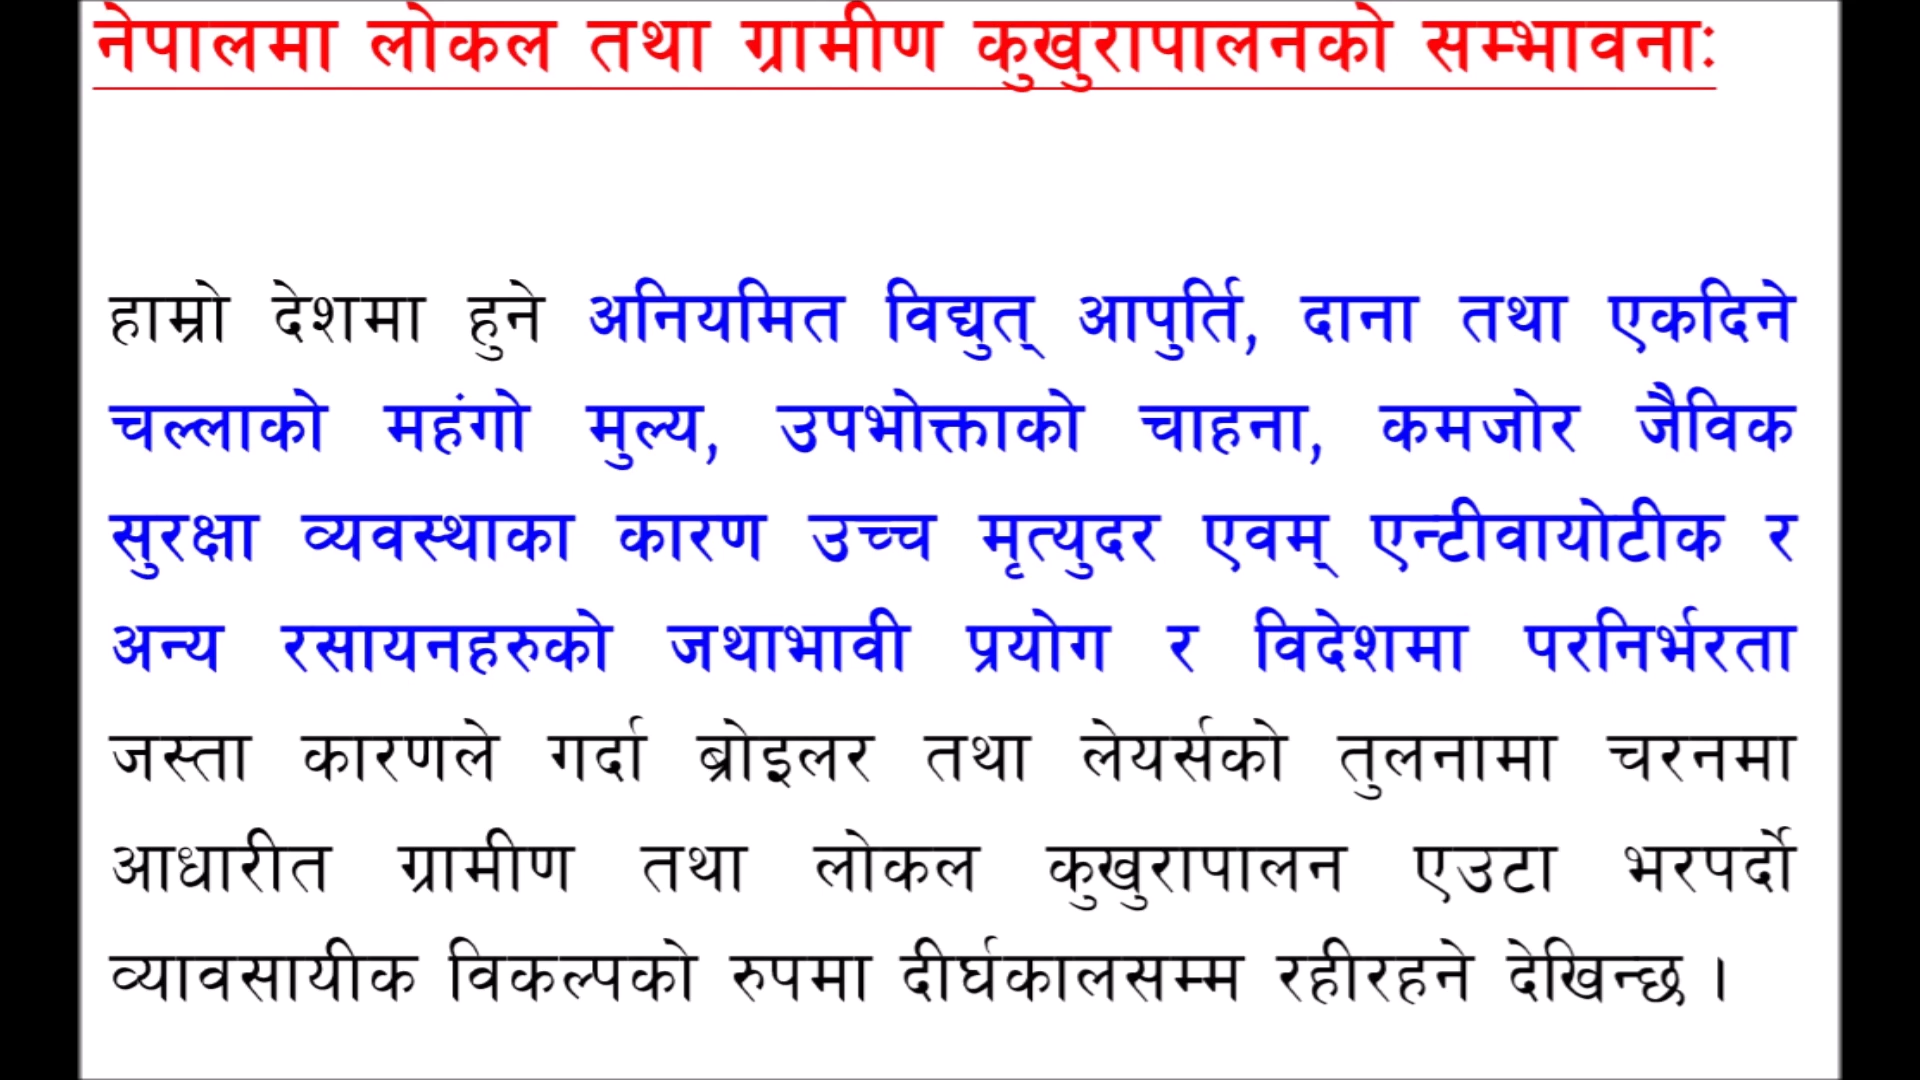 नेपालमा लोकल तथा ग्रामीण कुखुरापालनको सम्भावनाः
हाम्रो देशमा हुने अनियमित विद्युत् आपुर्ति, दाना तथा एकदिने
चल्लाको महंगो मुल्य, उपभोक्ताको चाहना, कमजोर जैविक
सुरक्षा व्यवस्थाका कारण उच्च मृत्युदर एवम् एन्टीवायोटीक र
अन्य रसायनहरुको जथाभावी प्रयोग र विदेशमा परनिर्भरता
जस्ता कारणले गर्दा ब्रोइलर तथा लेयर्सको तुलनामा चरनमा
आधारीत ग्रामीण तथा लोकल कुखुरापालन एउटा भरपर्दो
व्यावसायीक विकल्पको रुपमा दीर्घकालसम्म रहीरहने देखिन्छ ।